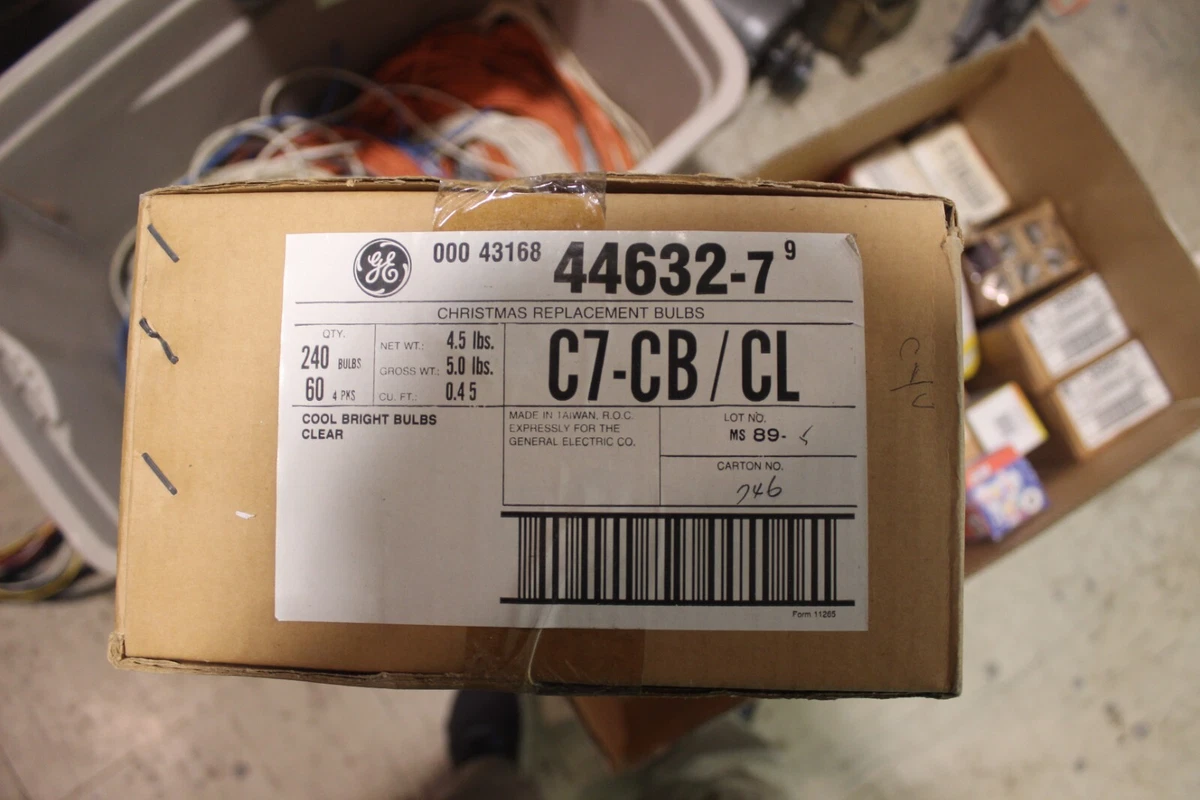 GE
000 43168 44632-7 9
CHRISTMAS REPLACEMENT BULBS
QTY.
240 BULBS
60 4 PKS
NET WT.: 4.5 lbs.
GROSS WT.: 5.0 lbs.
CU. FT.: 0.45
C7-CB/CL
COOL BRIGHT BULBS
CLEAR
MADE IN TAIWAN, R.O.C.
EXPRESSLY FOR THE
GENERAL ELECTRIC CO.
LOT NO.
MS 89-
CARTON NO.
746
Form 11265